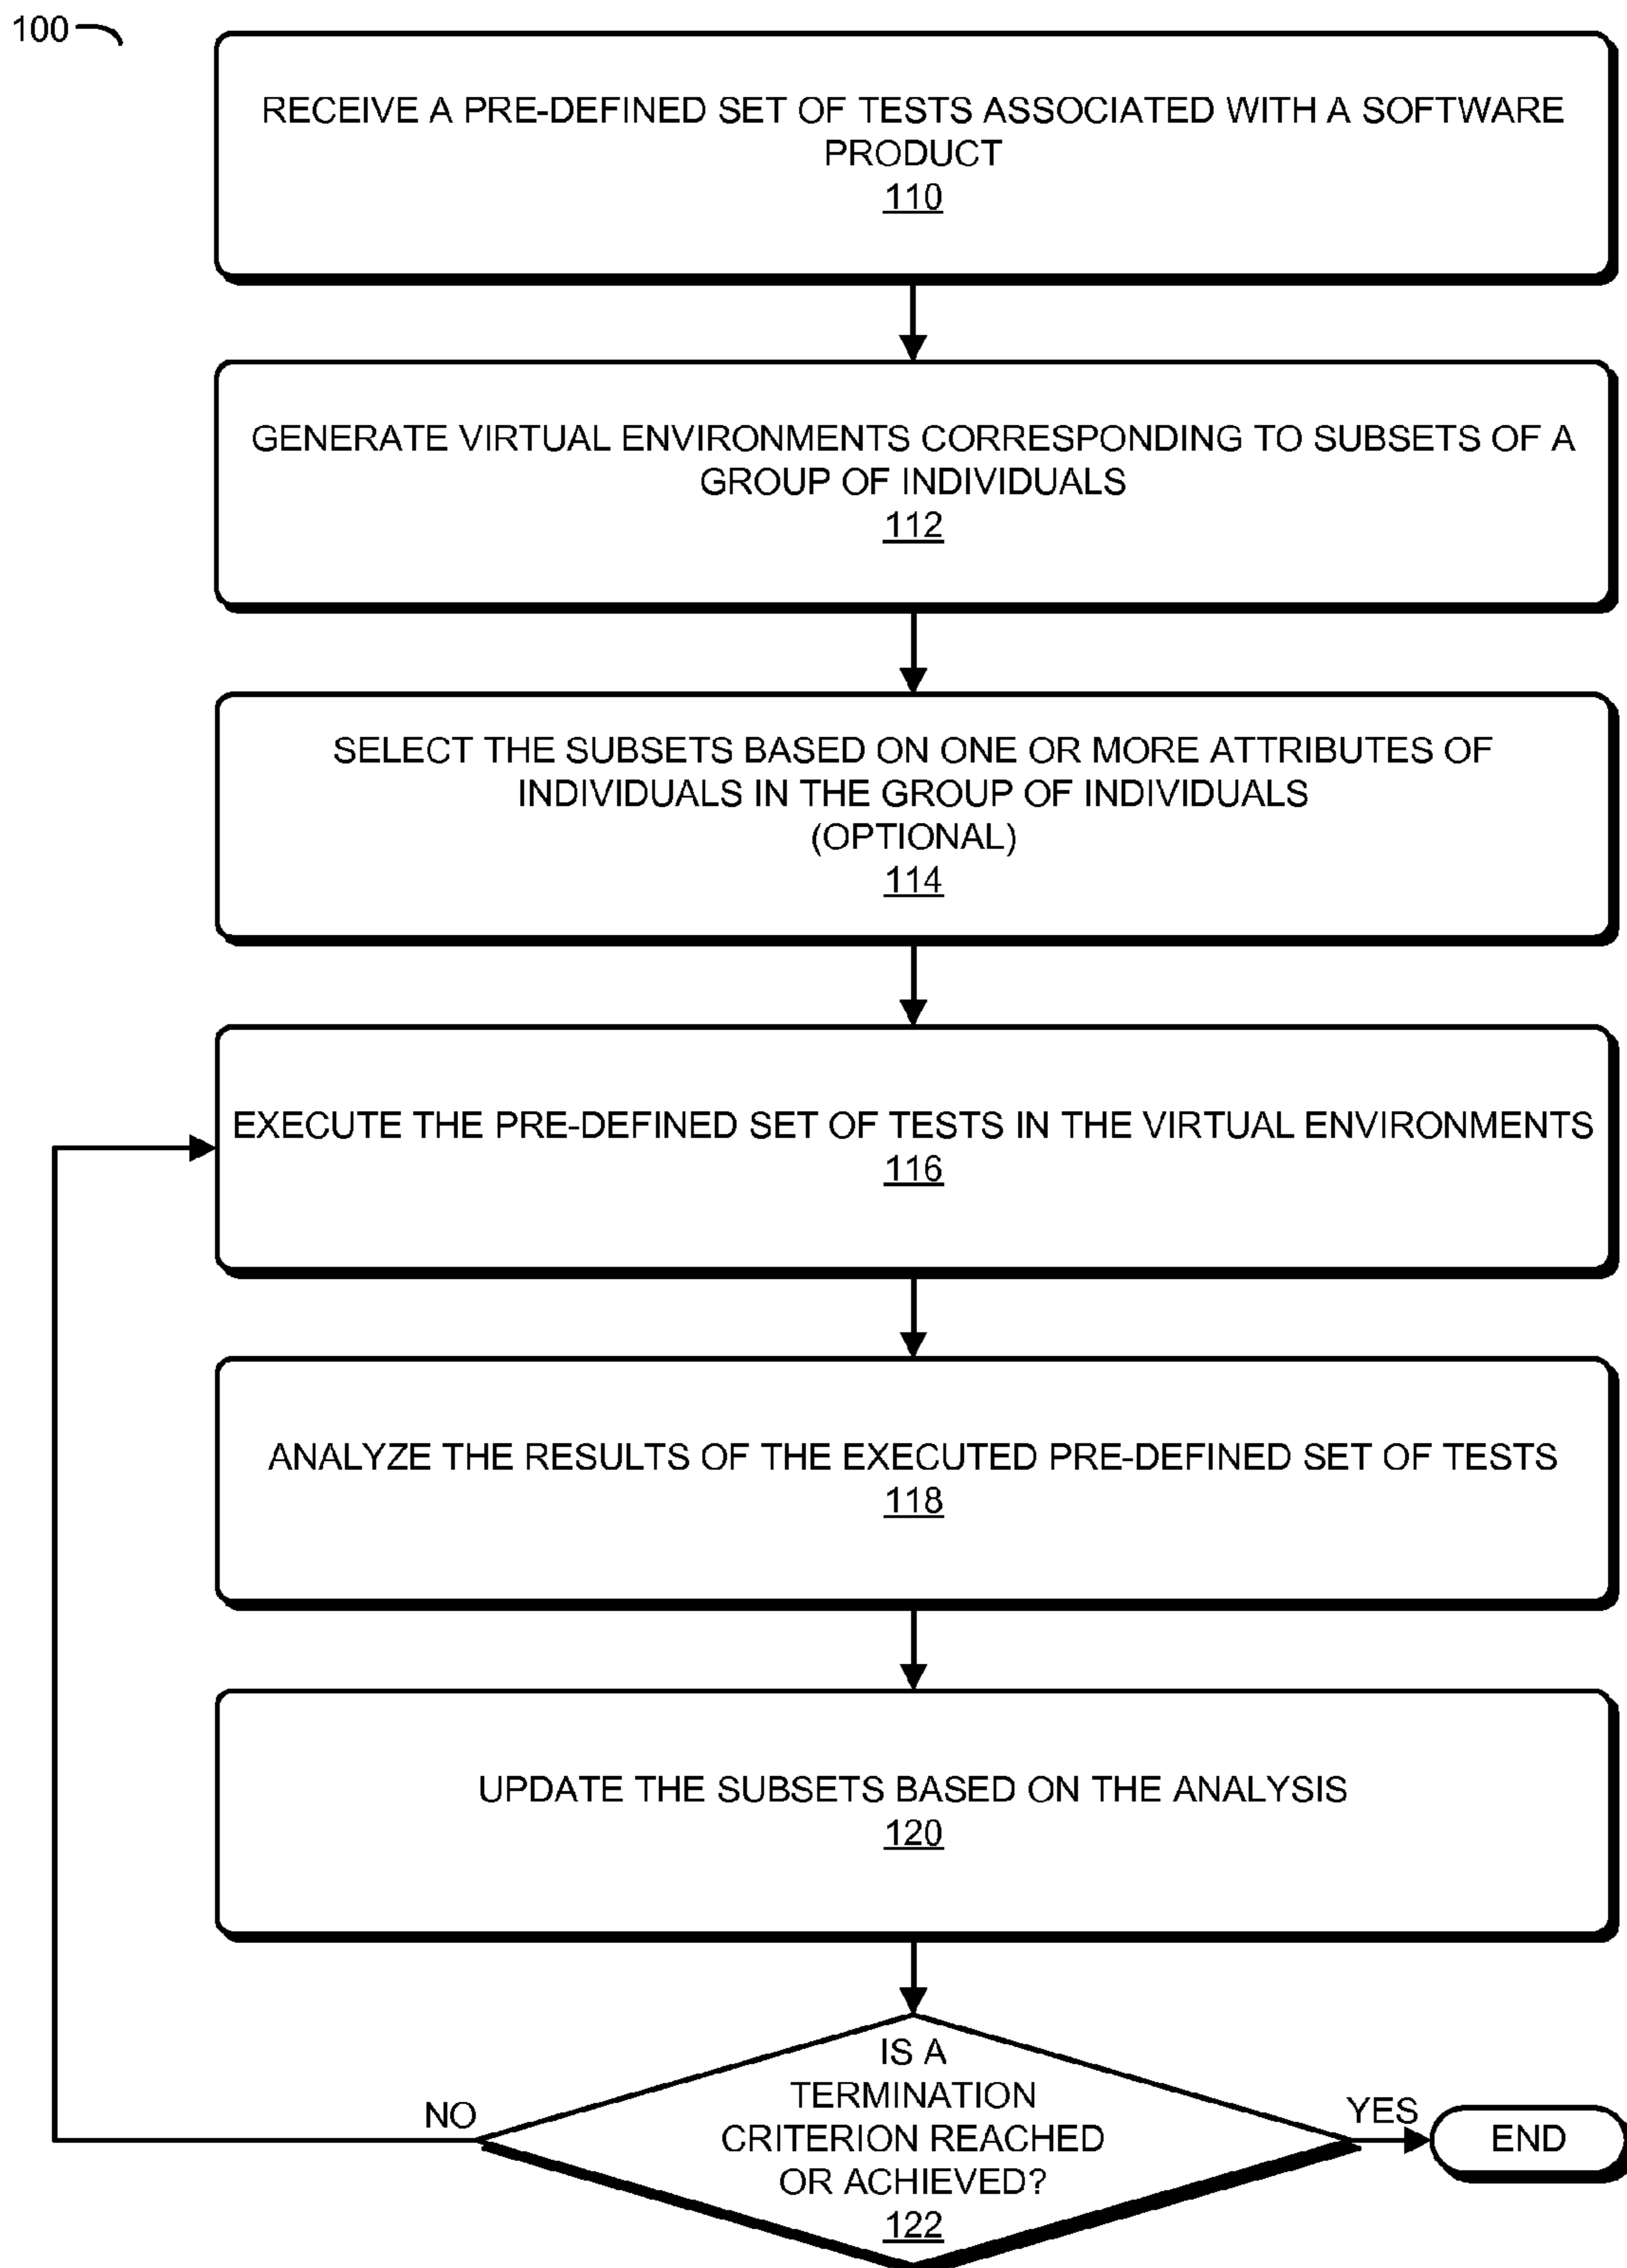 100
RECEIVE A PRE-DEFINED SET OF TESTS ASSOCIATED WITH A SOFTWARE
PRODUCT
110
GENERATE VIRTUAL ENVIRONMENTS CORRESPONDING TO SUBSETS OF A
GROUP OF INDIVIDUALS
112
SELECT THE SUBSETS BASED ON ONE OR MORE ATTRIBUTES OF
INDIVIDUALS IN THE GROUP OF INDIVIDUALS
(OPTIONAL)
114
EXECUTE THE PRE-DEFINED SET OF TESTS IN THE VIRTUAL ENVIRONMENTS
116
ANALYZE THE RESULTS OF THE EXECUTED PRE-DEFINED SET OF TESTS
118
UPDATE THE SUBSETS BASED ON THE ANALYSIS
120
IS A
TERMINATION
CRITERION REACHED
OR ACHIEVED?
122
NO
YES
END